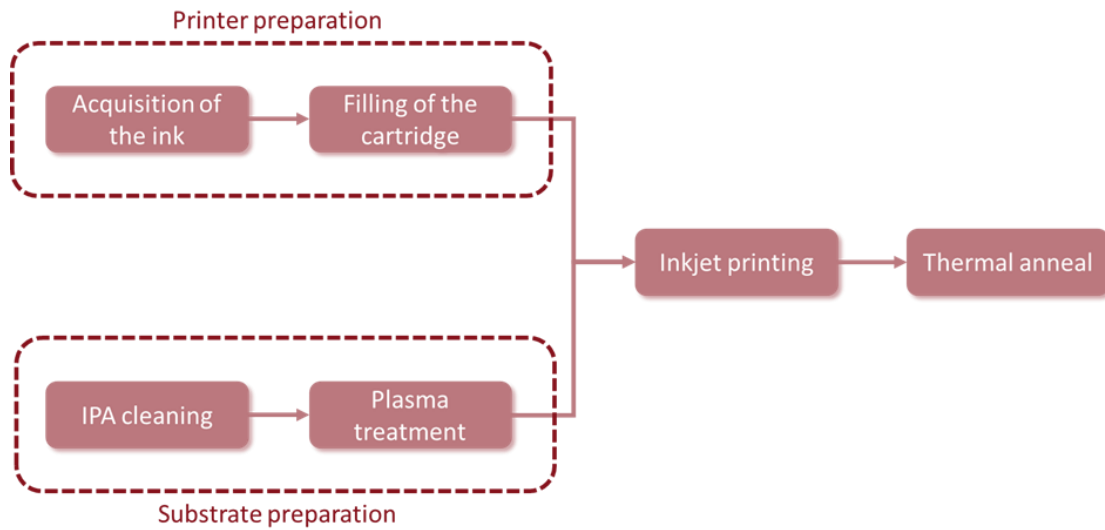 Printer preparation
Acquisition of
the ink
Filling of the
cartridge
Inkjet printing
Thermal anneal
IPA cleaning
Plasma
treatment
Substrate preparation